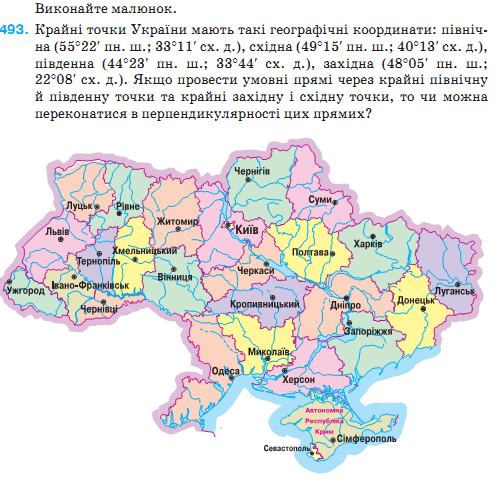 Виконайте малюнок.
493. Крайні точки України мають такі географічні координати: північ-
на (55°22′ пн. ш.; 33°11′ сх. д.), східна (49°15′ пн. ш.; 40°13′ сх. д.),
південна (44°23′ пн. ш.; 33°44′ сх. д.), західна (48°05′ пн. ш.;
22°08′ сх. д.). Якщо провести умовні прямі через крайні північну
й південну точки та крайні західну і східну точки, то чи можна
переконатися в перпендикулярності цих прямих?
Чернігів
Луцьк
Рівне
Суми
Житомир
Київ
Львів
Харків
Тернопіль
Хмельницький
Полтава
Черкаси
Вінниця
Ужгород
Івано-Франківськ
Луганськ
Чернівці
Кропивницький
Дніпро
Донецьк
Запоріжжя
Миколаїв
Одеса
Херсон
Автономна
Республіка
Крим
Сімферополь
Севастополь